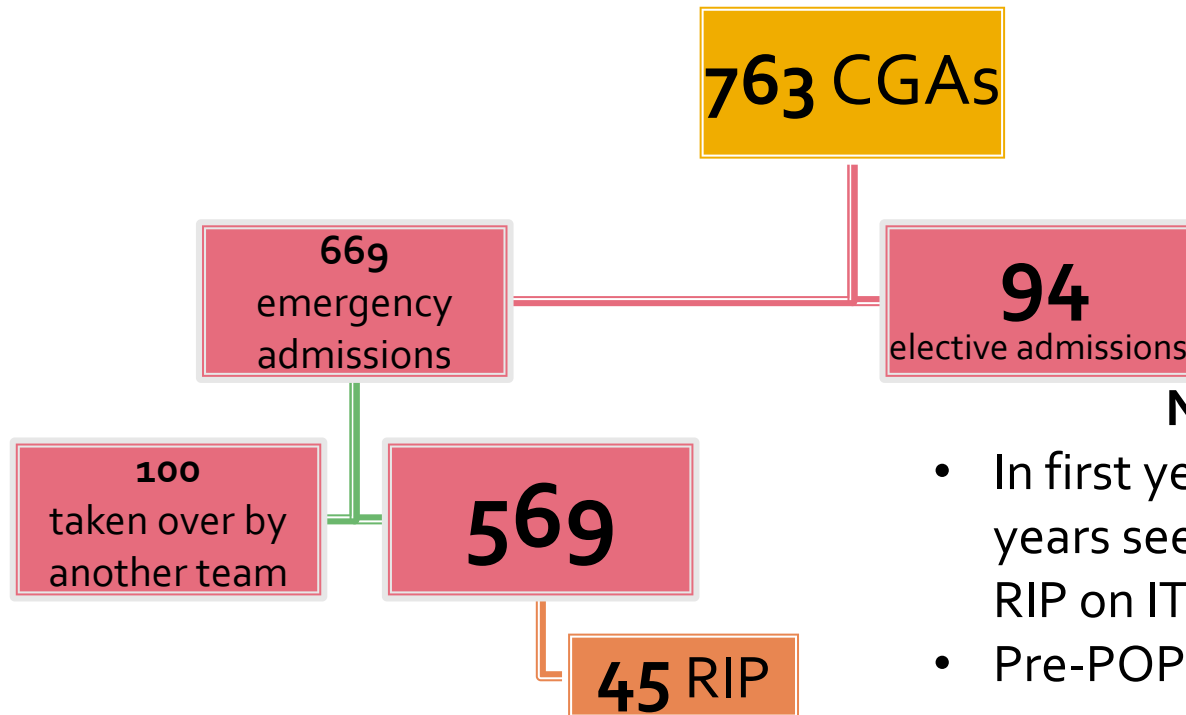 763 CGAs
669
emergency
admissions
94
elective admissions
100
taken over by
another team
569
45 RIP
• In first ye
years see
RIP on IT
• Pre-POP